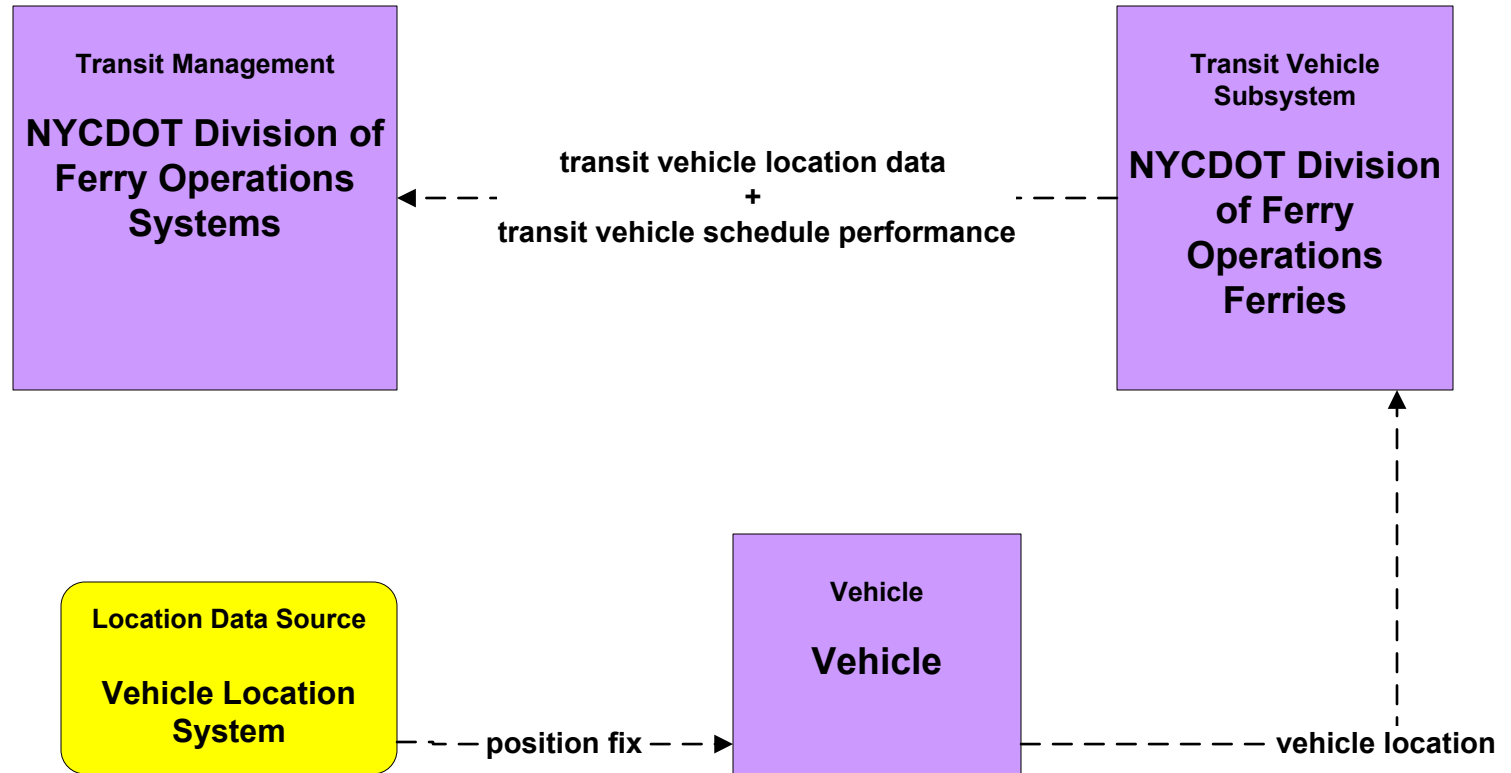 Transit Management
NYCDOT Division of
Ferry Operations
Systems
transit vehicle location data
+
transit vehicle schedule performance
Transit Vehicle
Subsystem
NYCDOT Division
of Ferry
Operations
Ferries
Location Data Source
Vehicle Location
System
position fix
Vehicle
Vehicle
vehicle location